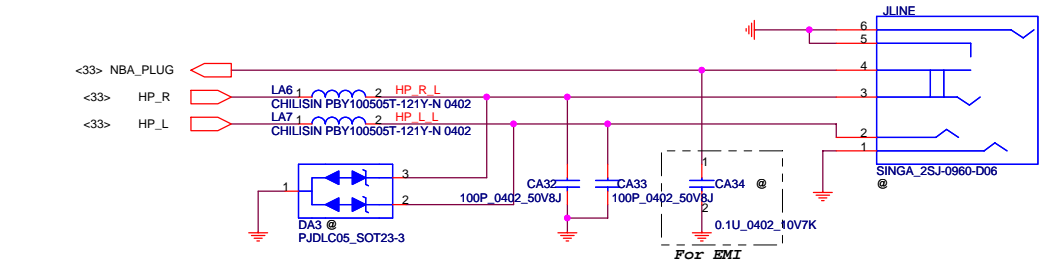 JLINE
6
5
<33> NBA_PLUG
4
LA6 1 2 HP_R_L
<33> HP_R
3
CHILISIN PBY100505T-121Y-N 0402
LA7 1 2 HP_L_L
<33> HP_L
2
CHILISIN PBY100505T-121Y-N 0402
1
1
SINGA_2SJ-0960-D06
@
3
1
CA32
CA33
CA34 @
2
100P_0402_50V8J
100P_0402_50V8J
2
DA3 @
0.1U_0402_10V7K
PJDLC05_SOT23-3
For EMI